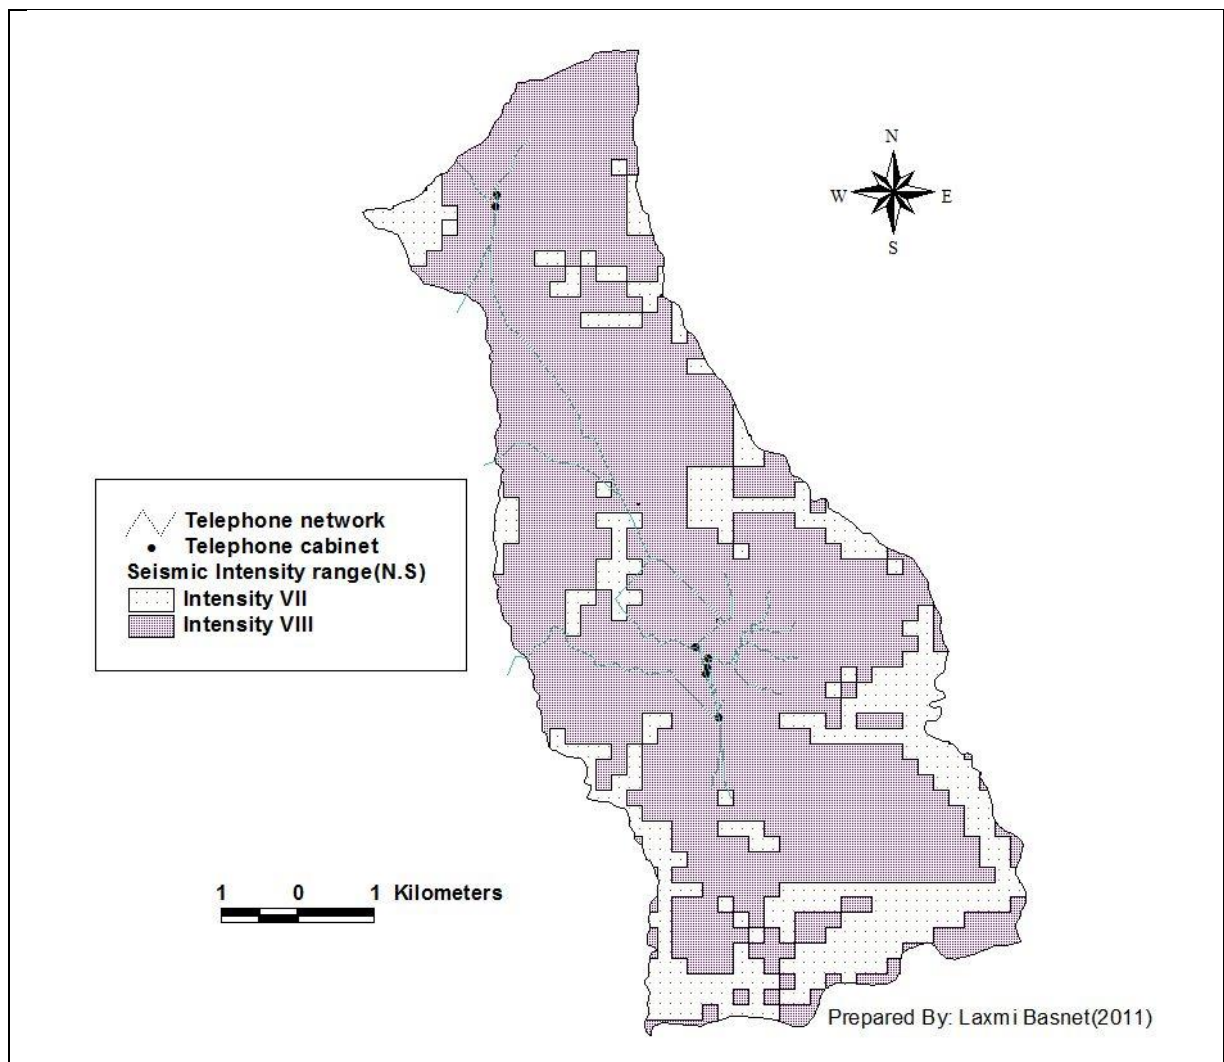 N
W E
S
Telephone network
Telephone cabinet
Seismic Intensity range(N.S)
Intensity VII
Intensity VIII
1 0 1 Kilometers
Prepared By: Laxmi Basnet(2011)